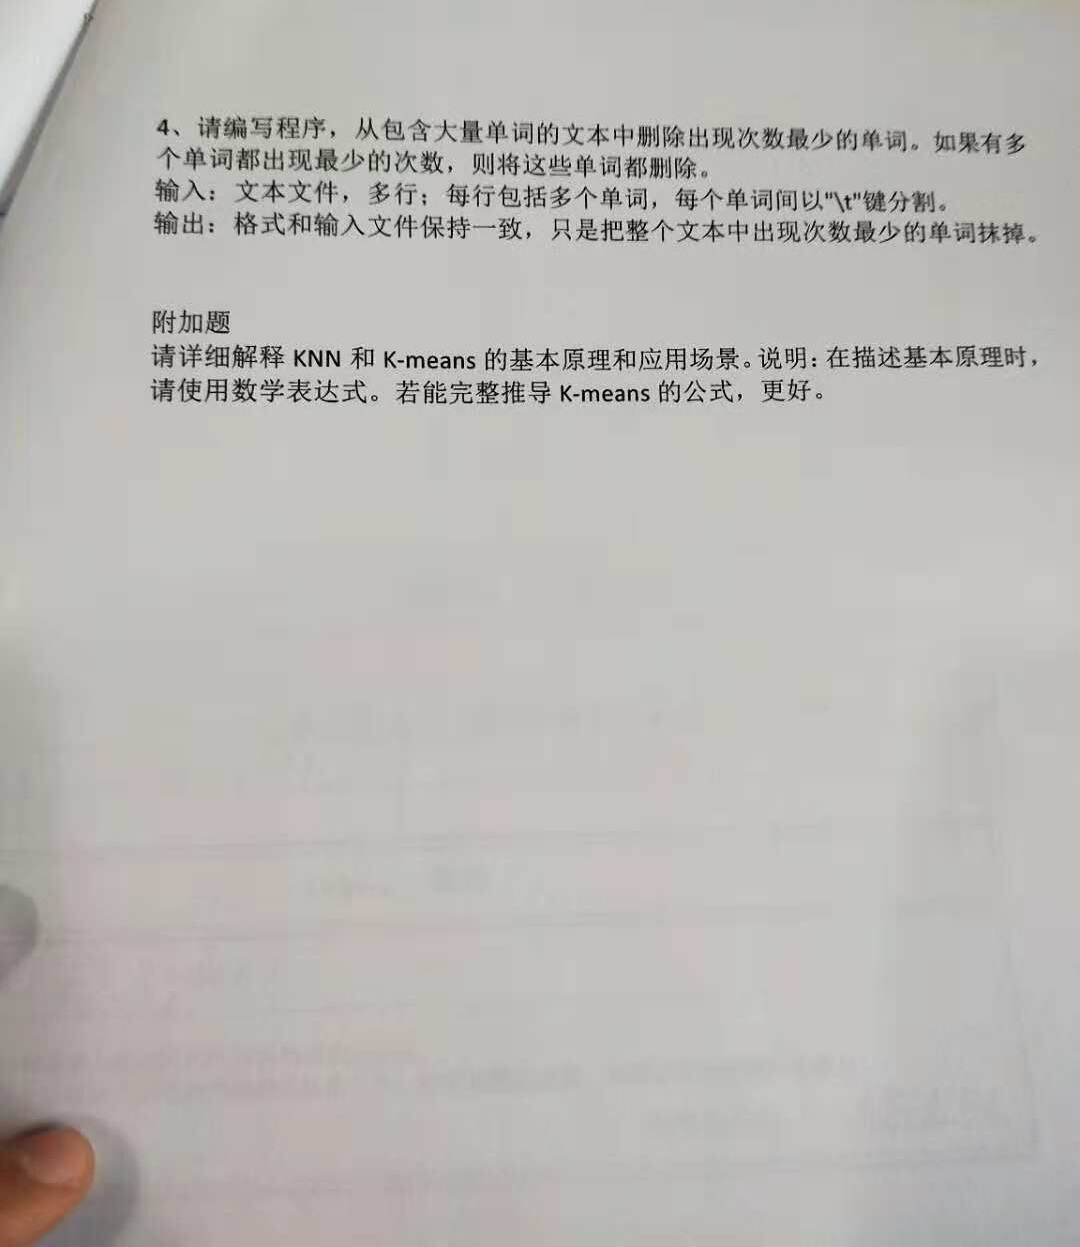 4、请编写程序，从包含大量单词的文本中删除出现次数最少的单词。如果有多
个单词都出现最少的次数，则将这些单词都删除。
输入：文本文件，多行；每行包括多个单词，每个单词间以"\t"键分割。
输出：格式和输入文件保持一致，只是把整个文本中出现次数最少的单词抹掉。
附加题
请详细解释 KNN 和 K-means 的基本原理和应用场景。说明：在描述基本原理时，
请使用数学表达式。若能完整推导 K-means 的公式，更好。